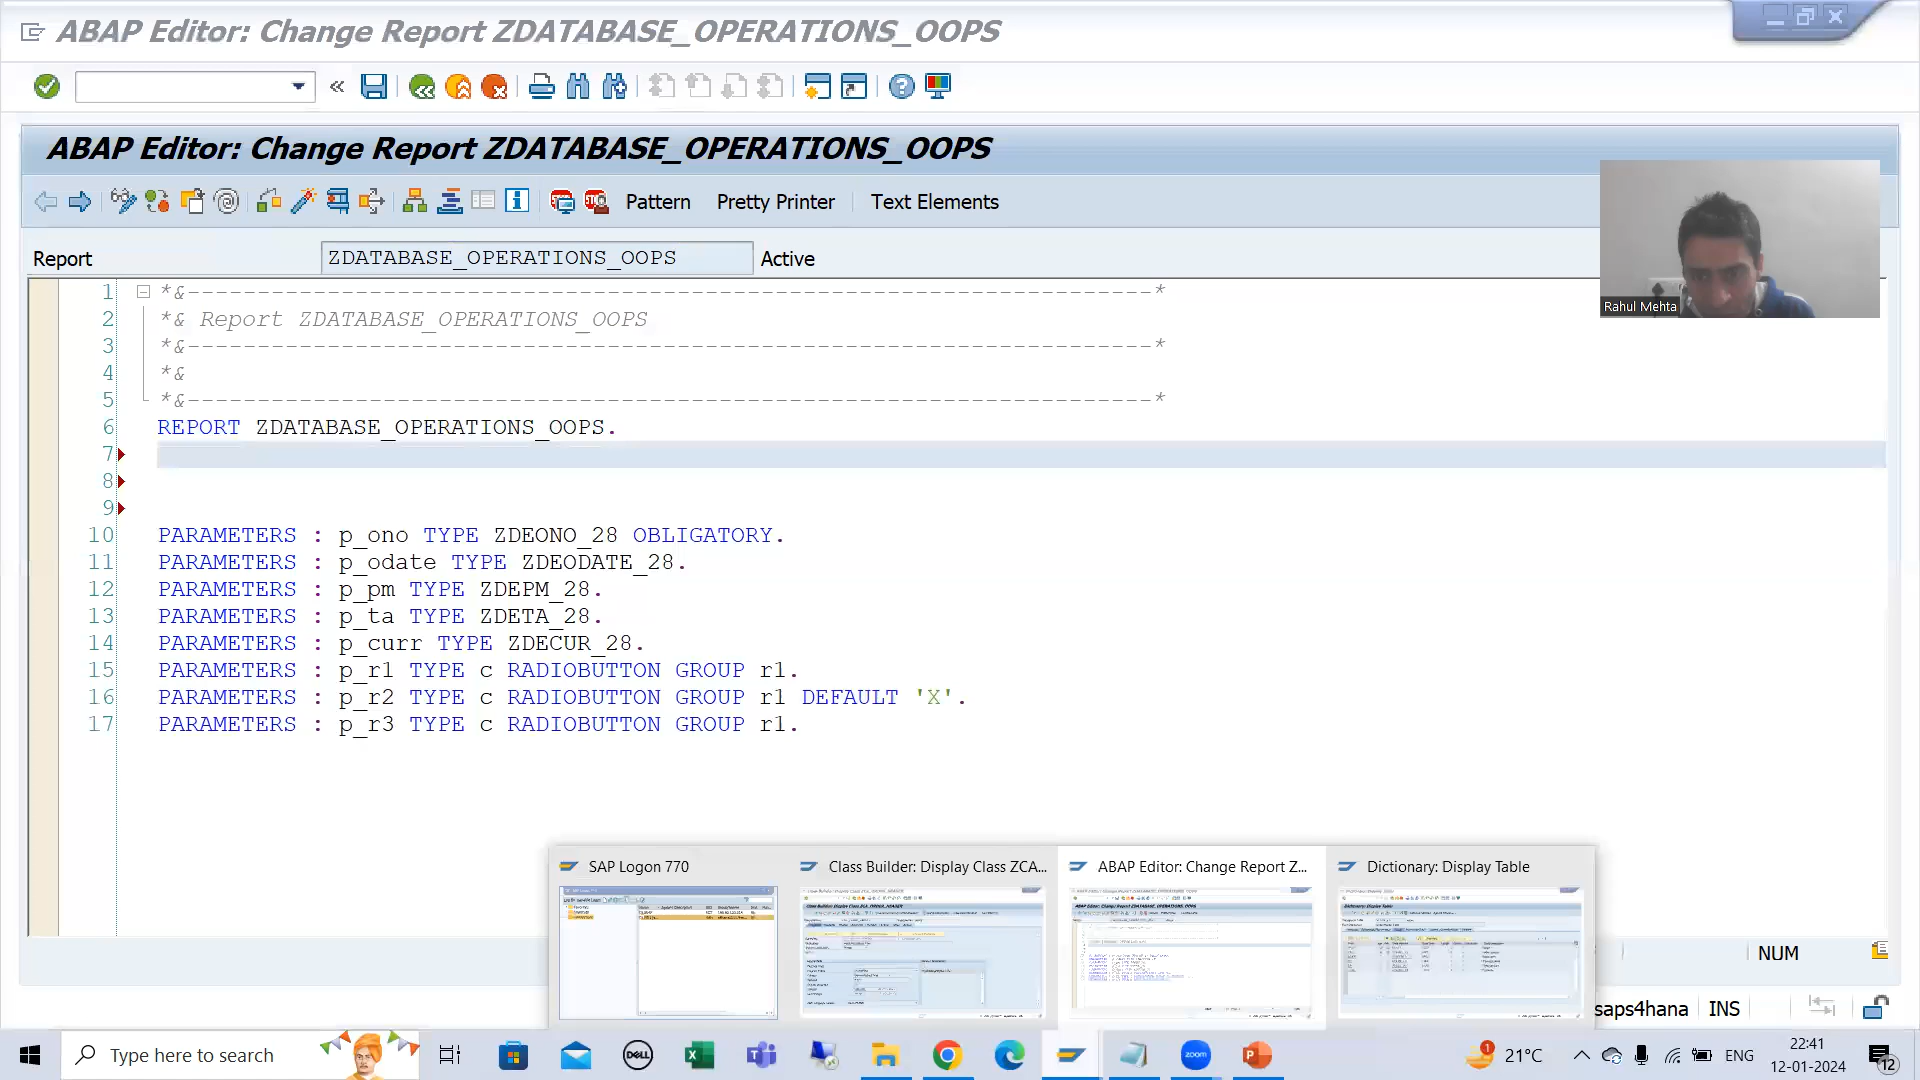 ABAP Editor: Change Report ZDATABASE_OPERATIONS_OOPS
ABAP Editor: Change Report ZDATABASE_OPERATIONS_OOPS
Pattern Pretty Printer Text Elements
Report ZDATABASE_OPERATIONS_OOPS Active
Rahul Mehta
1 *&---------------------------------------------------------------------*
2 *& Report ZDATABASE_OPERATIONS_OOPS
3 *&---------------------------------------------------------------------*
4 *&
5 *&---------------------------------------------------------------------*
6 REPORT ZDATABASE_OPERATIONS_OOPS.
7
8
9
10 PARAMETERS : p_ono TYPE ZDEONO_28 OBLIGATORY.
11 PARAMETERS : p_odate TYPE ZDEODATE_28.
12 PARAMETERS : p_pm TYPE ZDEPM_28.
13 PARAMETERS : p_ta TYPE ZDETA_28.
14 PARAMETERS : p_curr TYPE ZDECUR_28.
15 PARAMETERS : p_r1 TYPE c RADIOBUTTON GROUP r1.
16 PARAMETERS : p_r2 TYPE c RADIOBUTTON GROUP r1 DEFAULT 'X'.
17 PARAMETERS : p_r3 TYPE c RADIOBUTTON GROUP r1.
SAP Logon 770
Class Builder: Display Class ZCA...
ABAP Editor: Change Report Z...
Dictionary: Display Table
NUM
saps4hana INS
Type here to search
DELL
zoom
1
21°C
ENG
22:41
12-01-2024
12